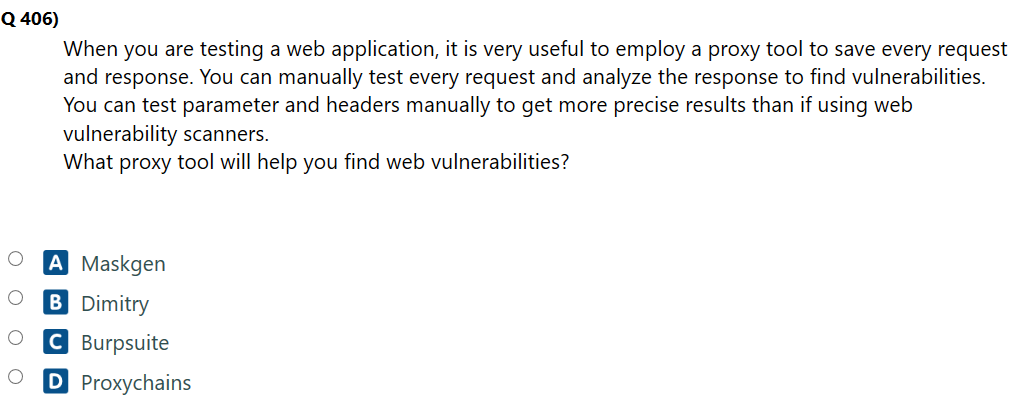 Q 406)
When you are testing a web application, it is very useful to employ a proxy tool to save every request
and response. You can manually test every request and analyze the response to find vulnerabilities.
You can test parameter and headers manually to get more precise results than if using web
vulnerability scanners.
What proxy tool will help you find web vulnerabilities?
A Maskgen
B Dimitry
C Burpsuite
D Proxychains